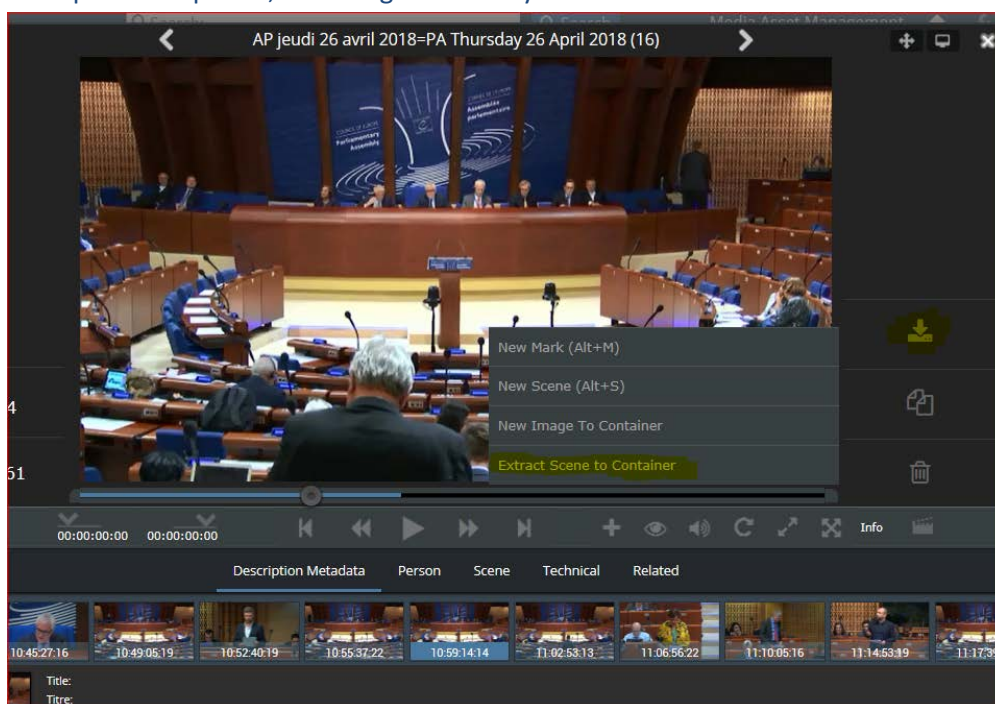 Media Asset Management
AP jeudi 26 avril 2018=PA Thursday 26 April 2018 (16)
Parliamentary
Assembly
New Mark (Alt+M)
New Scene (Alt+S)
New Image To Container
Extract Scene to Container
4
61
00:00:00:00 00:00:00:00
Info
Description Metadata Person Scene Technical Related
10:45:27:16 10:49:05:19 10:52:40:19 10:55:37:22 10:59:14:14 11:02:53:13 11:06:56:22 11:10:05:16 11:14:53:19 11:17:39
Title:
Titre: